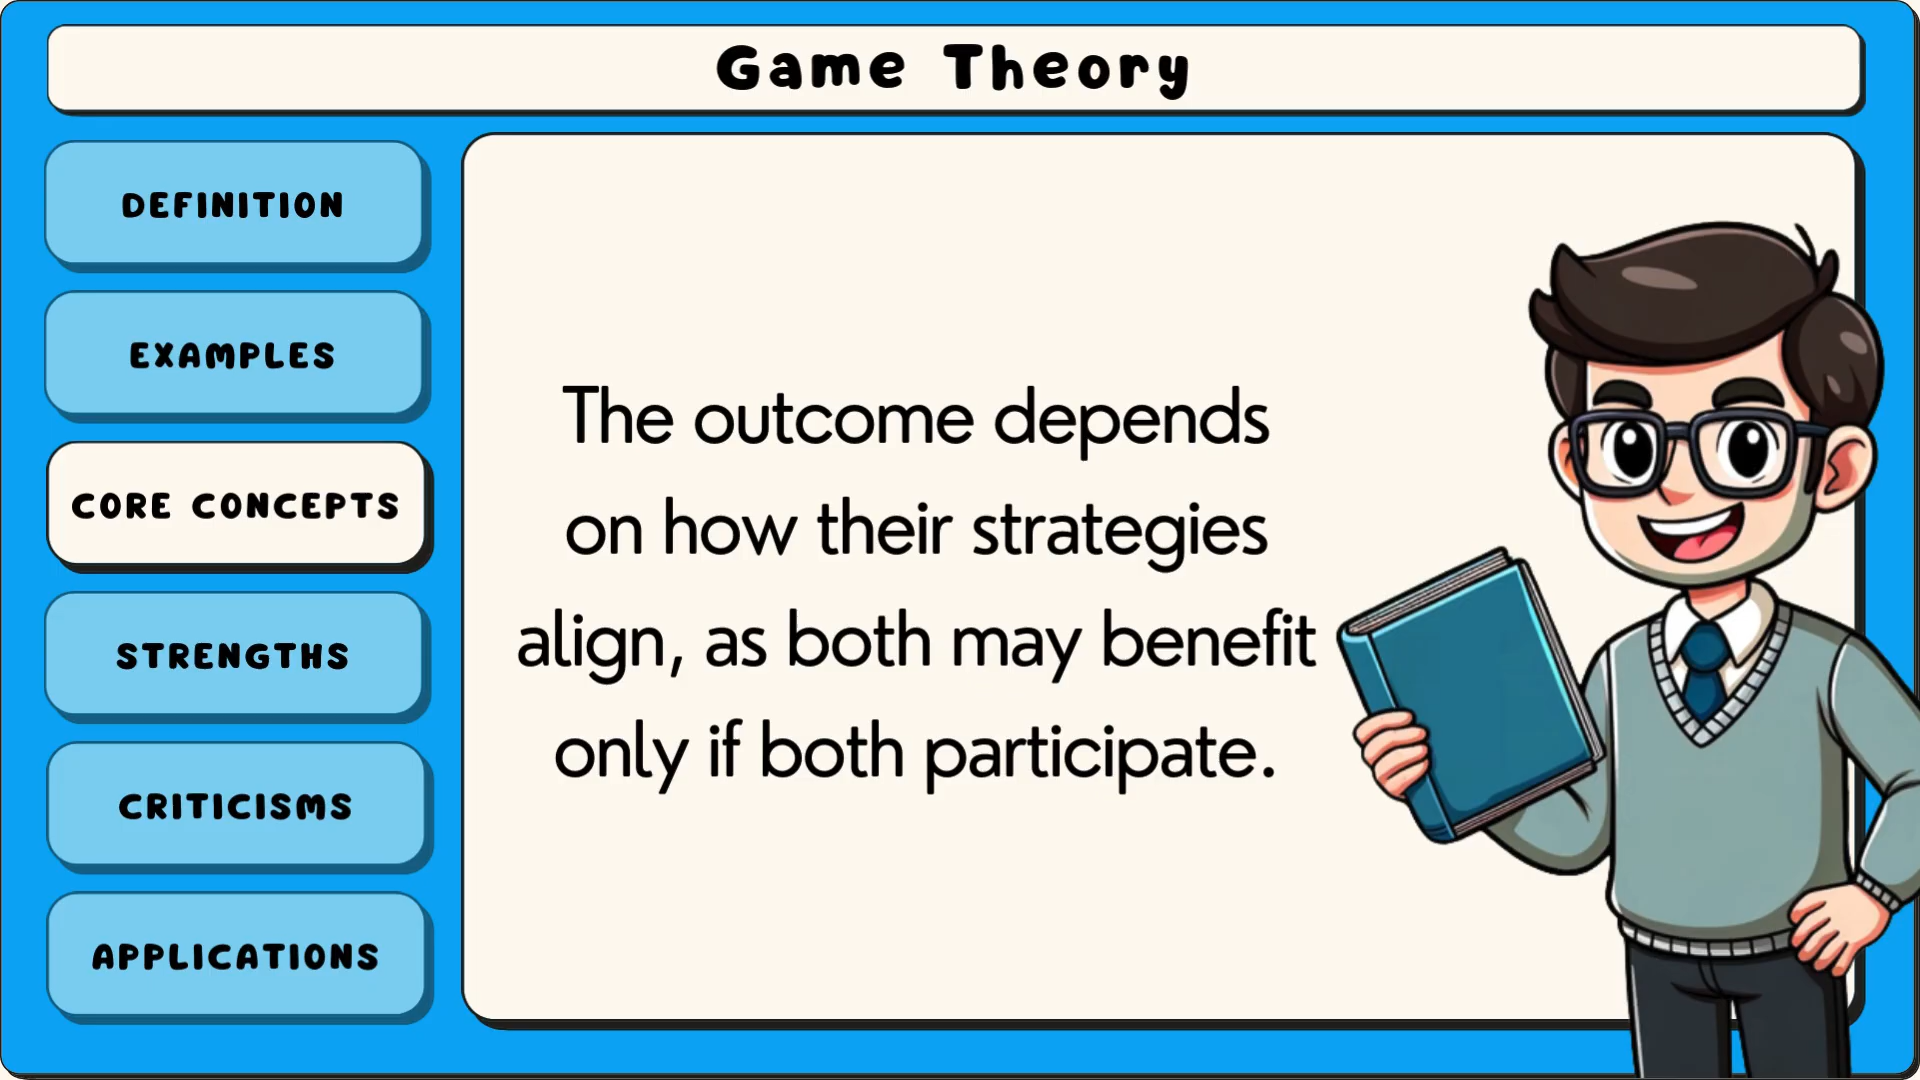 Game Theory
DEFINITION
EXAMPLES
CORE CONCEPTS
STRENGTHS
CRITICISMS
APPLICATIONS
The outcome depends
on how their strategies
align, as both may benefit
only if both participate.